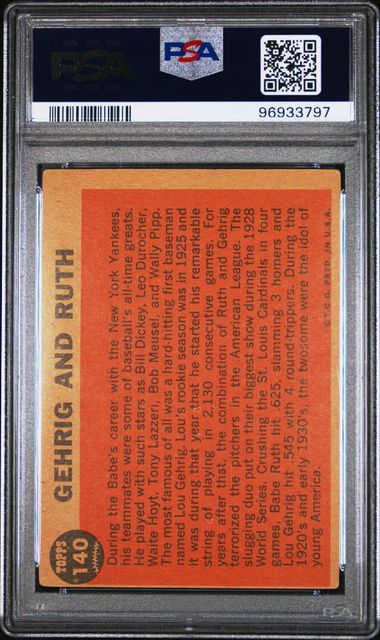 PSA
PSA
96933797
TOPPS
140
GEHRIG AND RUTH
During the Babe's career with the New York Yankees,
his teammates were some of baseball's all-time greats.
He played with such stars as Bill Dickey, Leo Durocher,
Waite Hoyt, Tony Lazzeri, Bob Meusel, and Wally Pipp.
The most famous of all was a hard-hitting first baseman
named Lou Gehrig. Lou's rookie season was in 1925 and
it was during that year that he started his remarkable
string of playing in 2,130 consecutive games. For
years after that, the combination of Ruth and Gehrig
terrorized the pitchers in the American League. The
slugging duo put on their biggest show during the 1928
World Series. Crushing the St. Louis Cardinals in four
games, Babe Ruth hit .625, slamming 3 homers and
Lou Gehrig hit .545 with 4 round-trippers. During the
1920's and early 1930's, the twosome were the idol of
young America.
© T.C.G. PRTD. IN U.S.A.
PSA